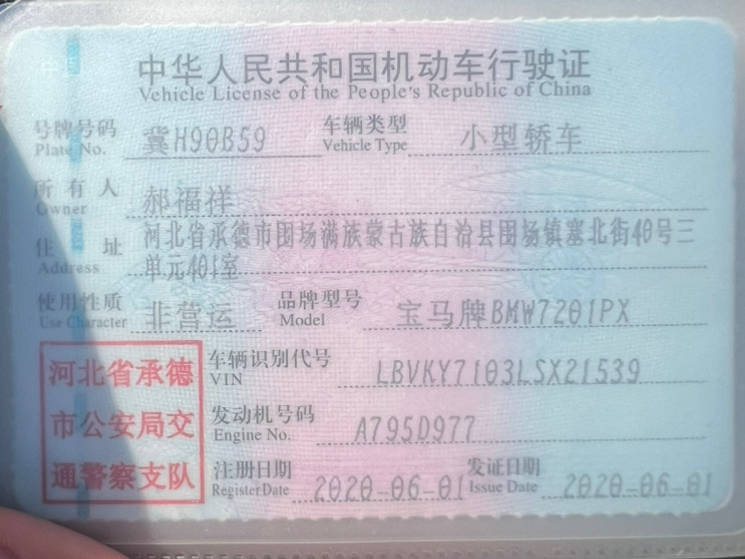 中华人民共和国机动车行驶证
Vehicle License of the People's Republic of China
号牌号码 冀H90B59 车辆类型 小型轿车
Plate No. Vehicle Type
所有人 郝福祥
Owner
住址 河北省承德市围场满族蒙古族自治县围场镇塞北街40号三
Address 单元401室
使用性质 非营运 品牌型号 宝马牌BMW7201PX
Use Character Model
河北省承德
市公安局交
通警察支队
车辆识别代号 LBVKY7103LSX21539
VIN
发动机号码 A795D977
Engine No.
注册日期 2020-06-01 发证日期 2020-06-01
Register Date Issue Date